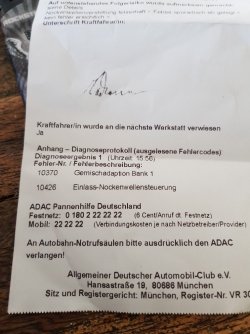 Unterschrift Kraftfahrer/in:
Kraftfahrer/in wurde an die nächste Werkstatt verwiesen
Ja
Anhang – Diagnoseprotokoll (ausgelesene Fehlercodes)
Diagnoseergebnis 1 (Uhrzeit: 15:56)
Fehler-Nr. / Fehlerbeschreibung:
10370 Gemischadaption Bank 1
10426 Einlass-Nockenwellensteuerung
ADAC Pannenhilfe Deutschland
Festnetz: 0 180 2 22 22 22 (6 Cent/Anruf dt. Festnetz)
Mobil: 22 22 22 (Verbindungskosten je nach Netzbetreiber/Provider)
An Autobahn-Notrufsäulen bitte ausdrücklich den ADAC
verlangen!
Allgemeiner Deutscher Automobil-Club e.V.
Hansastraße 19, 80686 München
Sitz und Registergericht: München, Register-Nr. VR 30